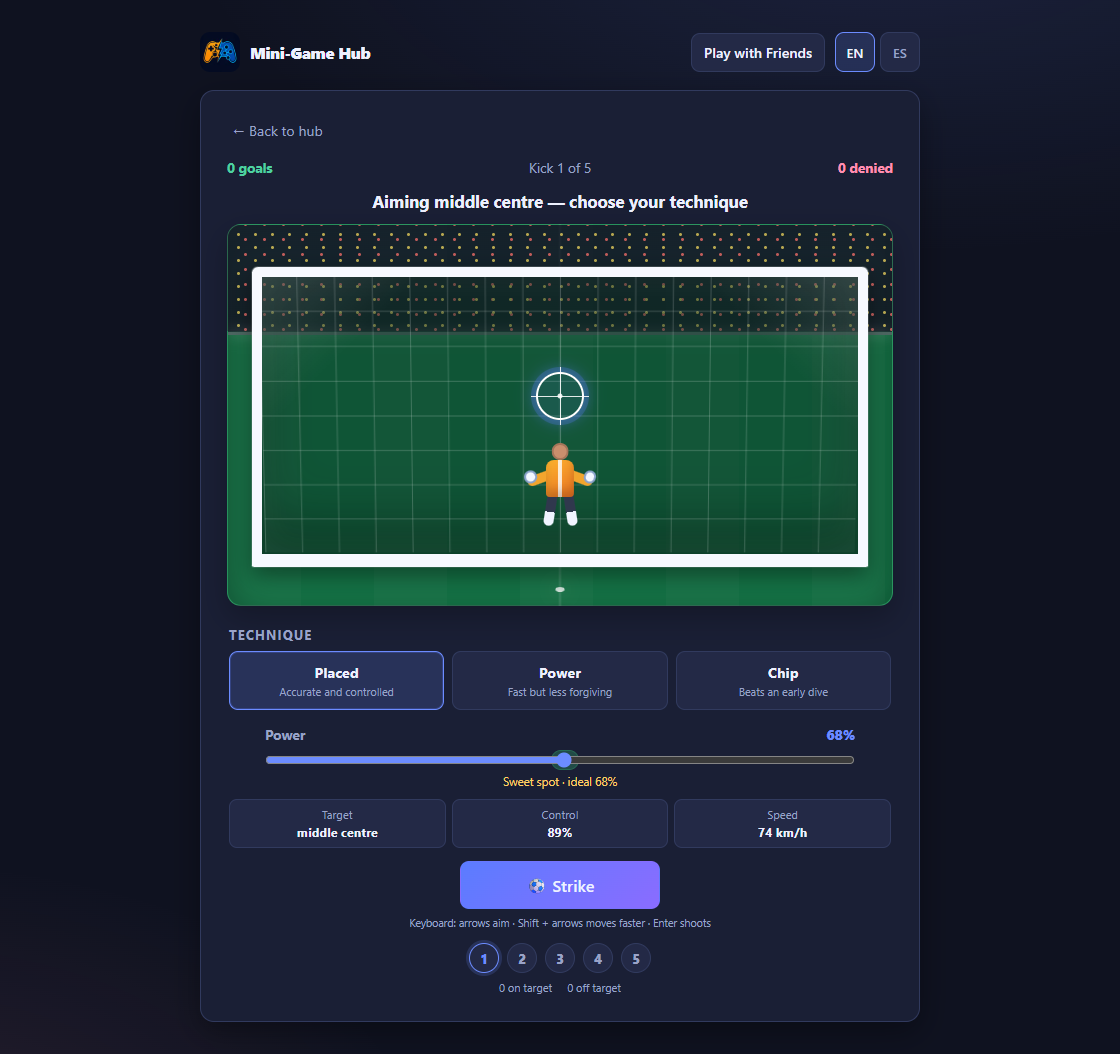 Mini-Game Hub
Play with Friends
EN
ES
← Back to hub
0 goals
Kick 1 of 5
0 denied
Aiming middle centre — choose your technique
TECHNIQUE
Placed
Accurate and controlled
Power
Fast but less forgiving
Chip
Beats an early dive
Power
68%
Sweet spot · ideal 68%
Target
middle centre
Control
89%
Speed
74 km/h
Strike
Keyboard: arrows aim · Shift + arrows moves faster · Enter shoots
1
2
3
4
5
0 on target
0 off target